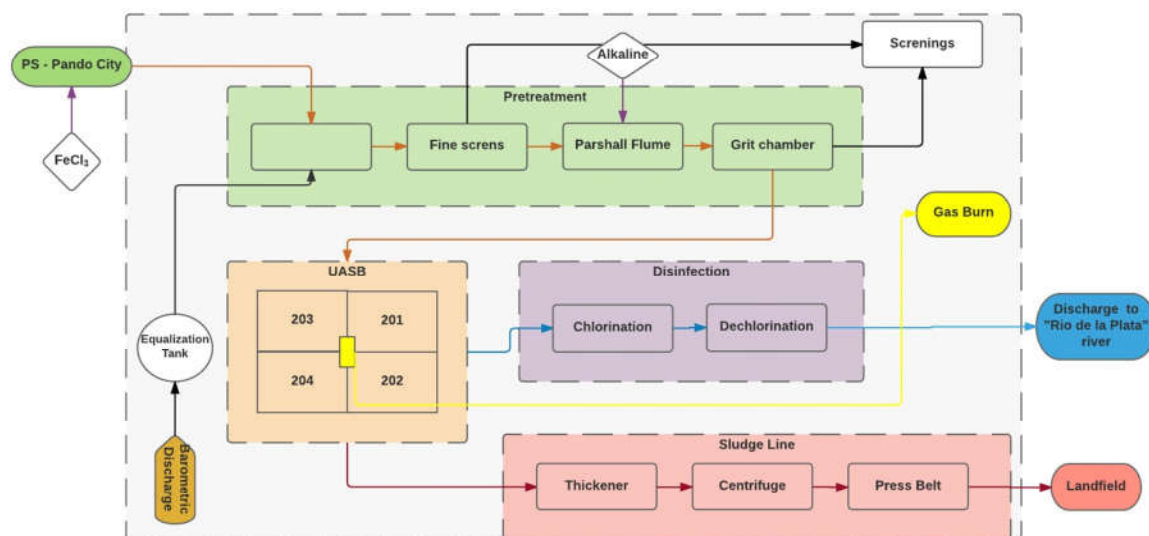 Screnings
Alkaline
PS - Pando City
Pretreatment
FeCl₃
Fine screns
Parshall Flume
Grit chamber
Gas Burn
UASB
Disinfection
203
201
204
202
Chlorination
Dechlorination
Discharge to
"Rio de la Plata"
river
Equalization
Tank
Barometric
Discharge
Sludge Line
Thickener
Centrifuge
Press Belt
Landfield